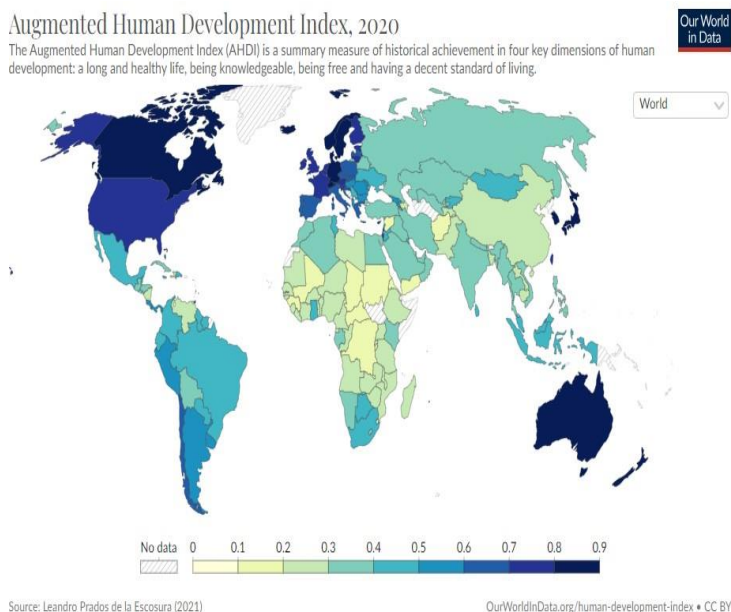 Augmented Human Development Index, 2020
Our World
in Data
The Augmented Human Development Index (AHDI) is a summary measure of historical achievement in four key dimensions of human
development: a long and healthy life, being knowledgeable, being free and having a decent standard of living.
World
No data 0 0.1 0.2 0.3 0.4 0.5 0.6 0.7 0.8 0.9
Source: Leandro Prados de la Escosura (2021) OurWorldInData.org/human-development-index • CC BY